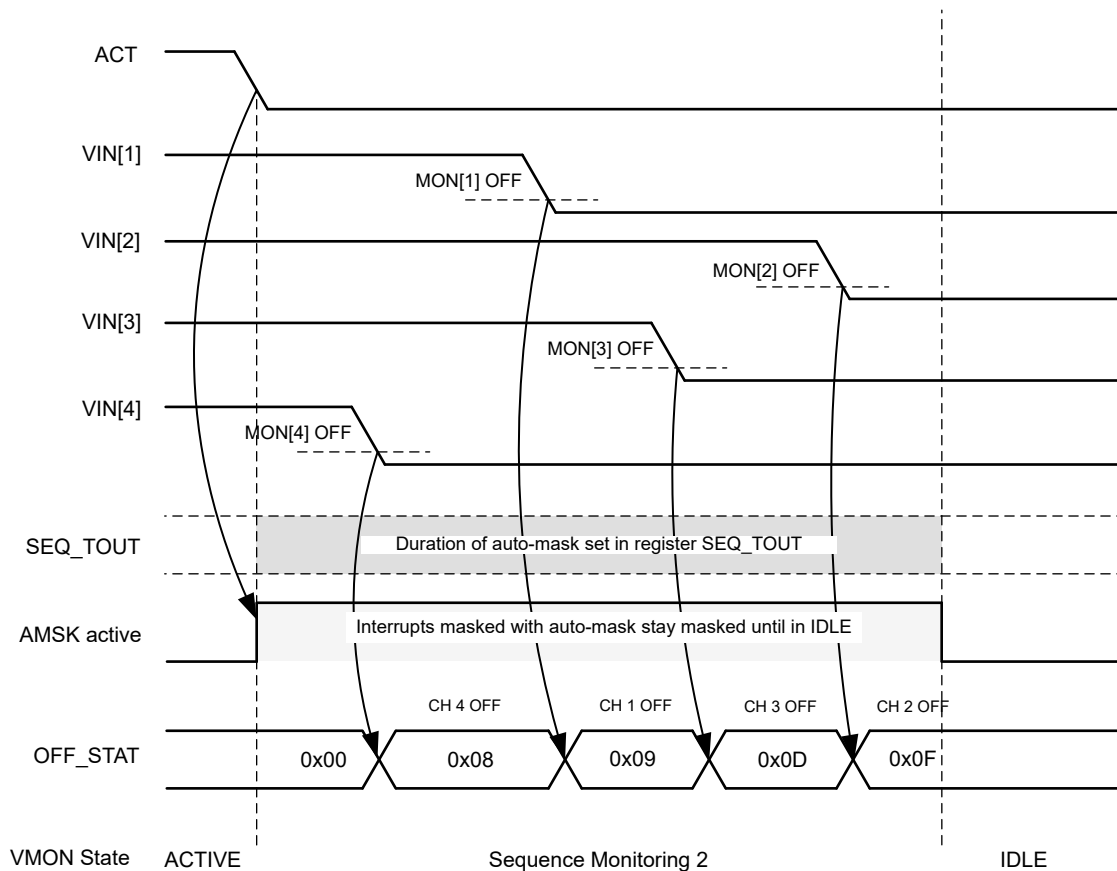 ACT
VIN[1]
MON[1] OFF
VIN[2]
MON[2] OFF
VIN[3]
MON[3] OFF
VIN[4]
MON[4] OFF
SEQ_TOUT
Duration of auto-mask set in register SEQ_TOUT
AMSK active
Interrupts masked with auto-mask stay masked until in IDLE
CH 4 OFF CH 1 OFF CH 3 OFF CH 2 OFF
OFF_STAT 0x00 0x08 0x09 0x0D 0x0F
VMON State ACTIVE Sequence Monitoring 2 IDLE